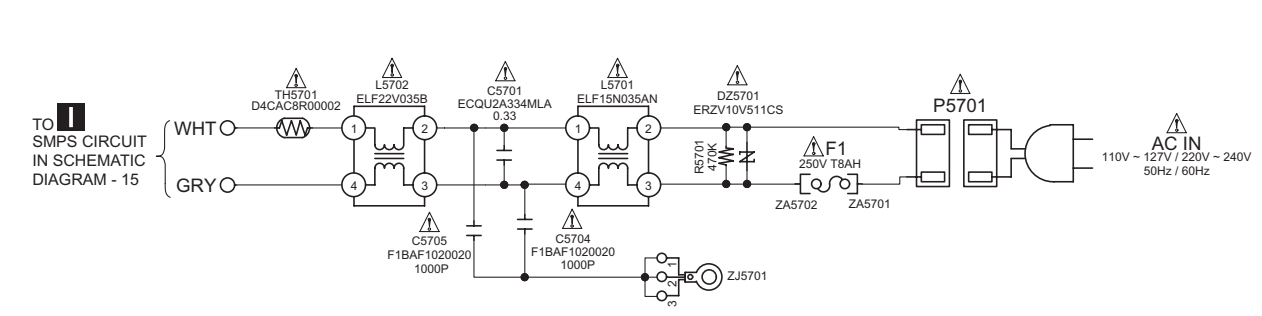 TO I
SMPS CIRCUIT
IN SCHEMATIC
DIAGRAM - 15
WHT
GRY
TH5701
D4CAC8R00002
L5702
ELF22V035B
1
2
4
3
C5701
ECQU2A334MLA
0.33
L5701
ELF15N035AN
1
2
4
3
DZ5701
ERZV10V511CS
R5701
470K
F1
250V T8AH
ZA5702
ZA5701
P5701
AC IN
110V ~ 127V / 220V ~ 240V
50Hz / 60Hz
C5705
F1BAF1020020
1000P
C5704
F1BAF1020020
1000P
1
2
3
ZJ5701